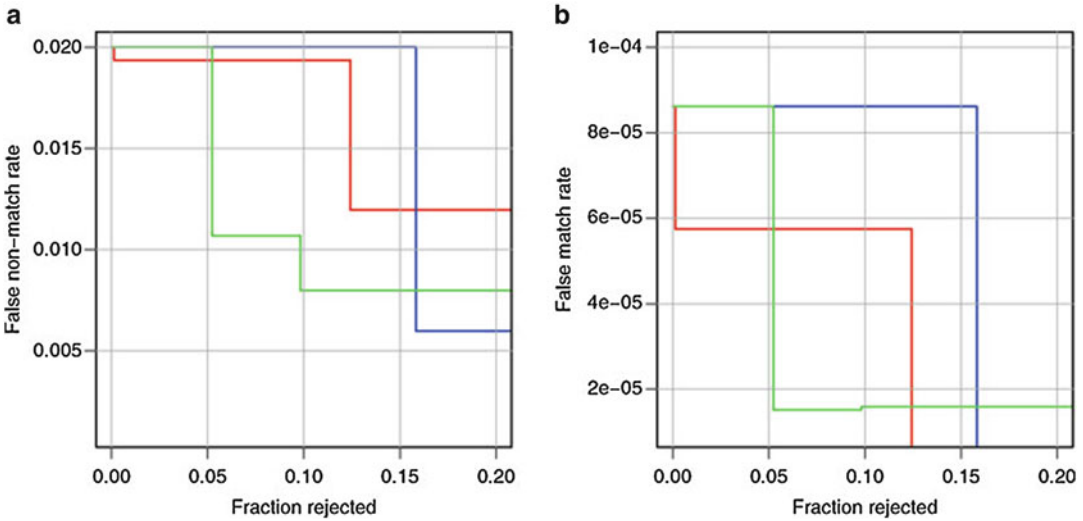 a
0.020
0.015
0.010
0.005
False non-match rate
0.00 0.05 0.10 0.15 0.20
Fraction rejected
b
1e-04
8e-05
6e-05
4e-05
2e-05
False match rate
0.00 0.05 0.10 0.15 0.20
Fraction rejected